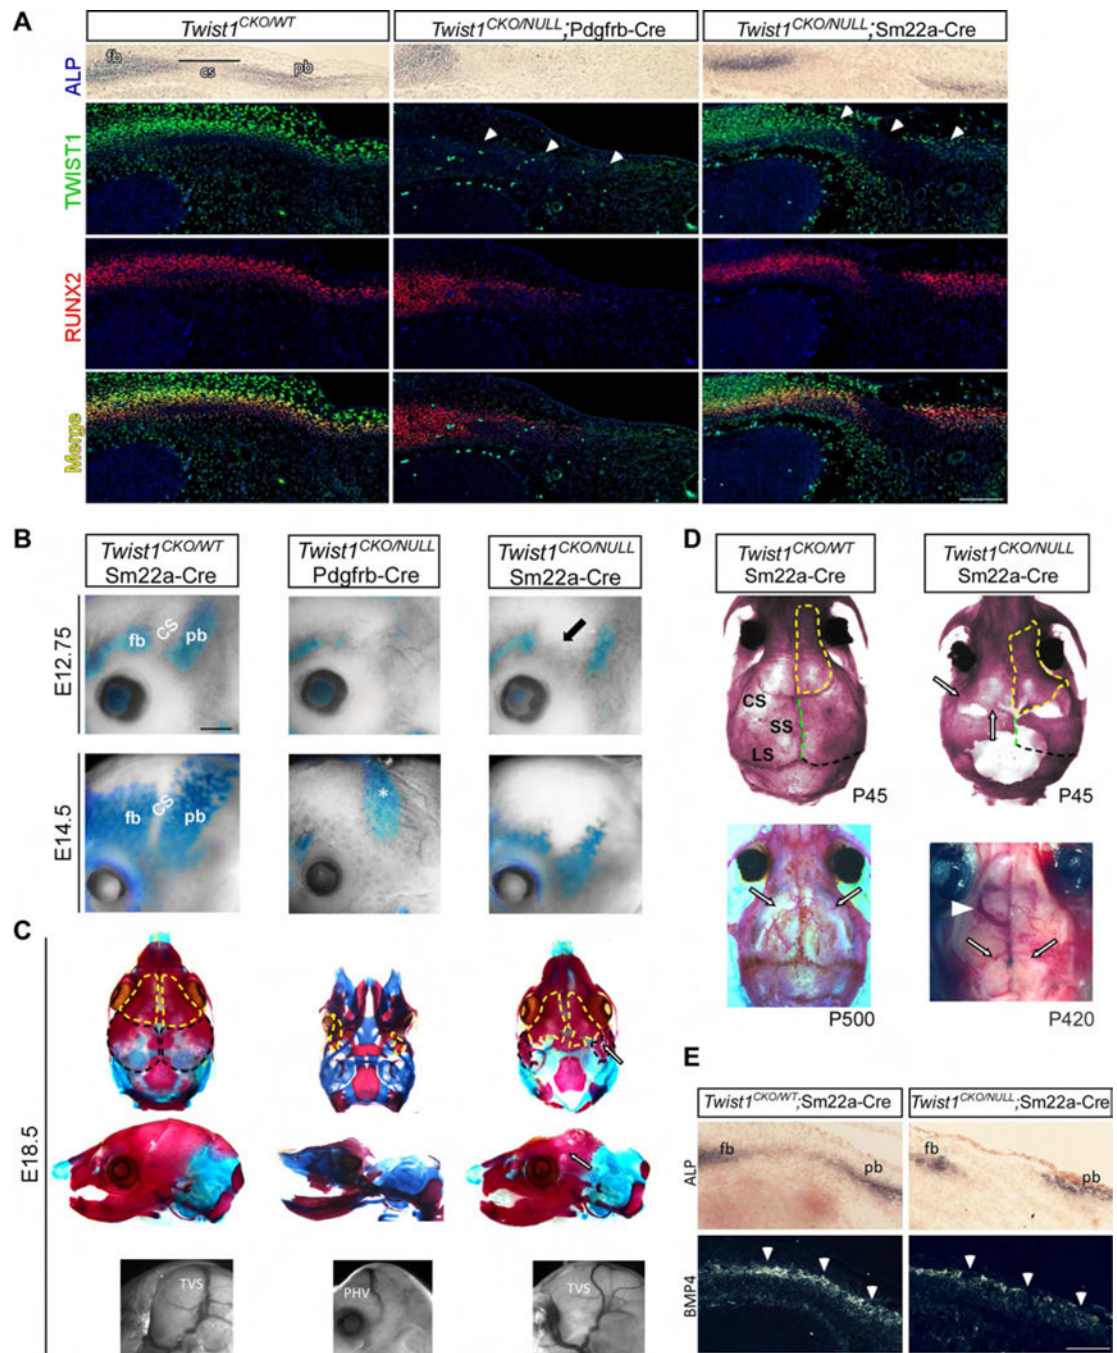 A
Twist1CKO/WT
Twist1CKO/NULL;Pdgfrb-Cre
Twist1CKO/NULL;Sm22a-Cre
ALP
fb
cs
pb
TWIST1
RUNX2
Merge
B
Twist1CKO/WT
Sm22a-Cre
Twist1CKO/NULL
Pdgfrb-Cre
Twist1CKO/NULL
Sm22a-Cre
E12.75
fb
CS
pb
E14.5
fb
CS
pb
*
C
E18.5
TVS
PHV
TVS
D
Twist1CKO/WT
Sm22a-Cre
Twist1CKO/NULL
Sm22a-Cre
CS
SS
LS
P45
P45
P500
P420
E
Twist1CKO/WT;Sm22a-Cre
Twist1CKO/NULL;Sm22a-Cre
ALP
fb
pb
fb
pb
BMP4